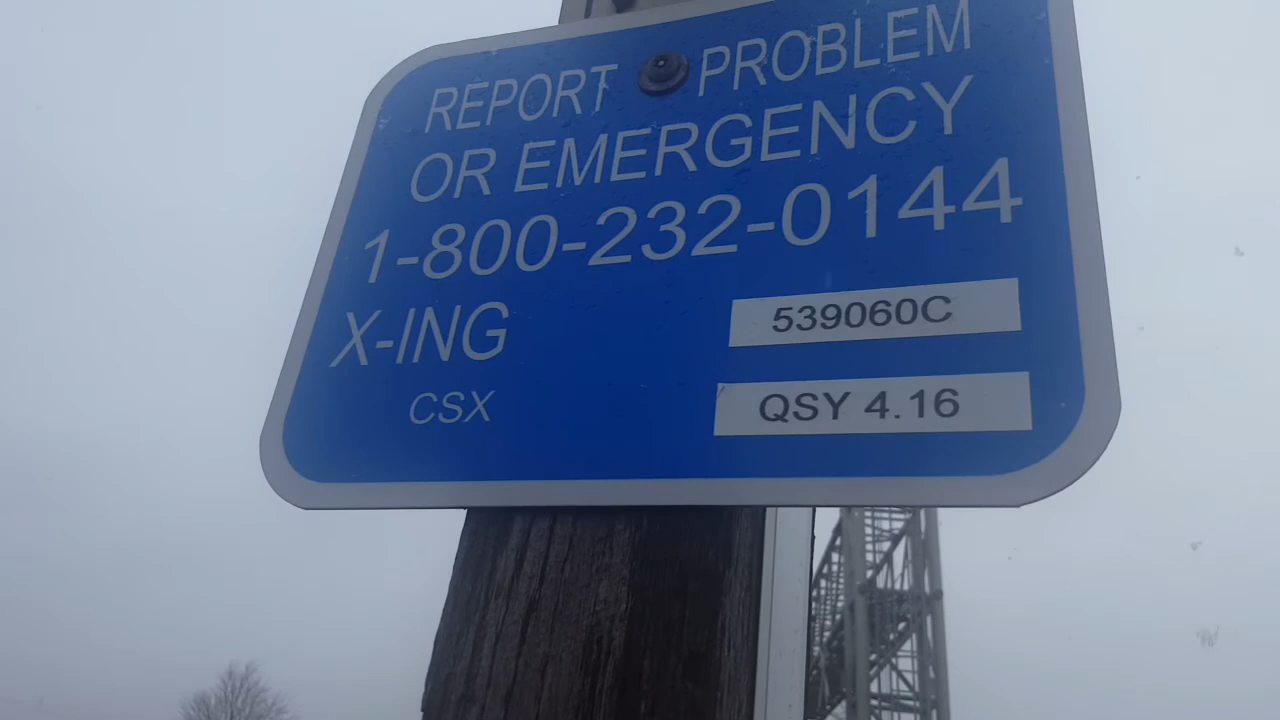 REPORT PROBLEM
OR EMERGENCY
1-800-232-0144
X-ING 539060C
CSX QSY 4.16